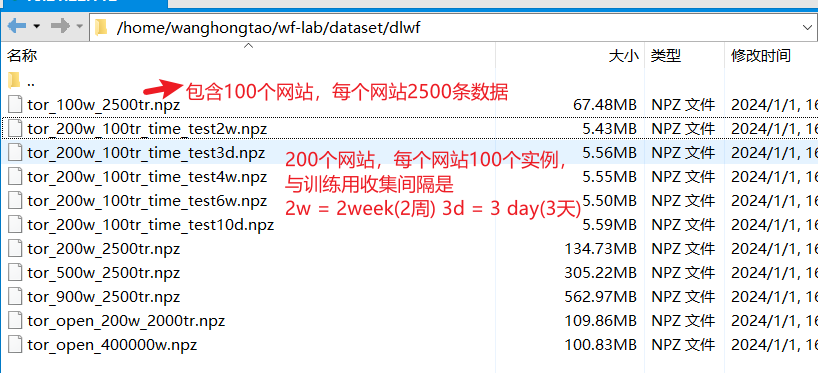 /home/wanghongtao/wf-lab/dataset/dlwf
名称 大小 类型 修改时间
..
包含100个网站，每个网站2500条数据
tor_100w_2500tr.npz 67.48MB NPZ 文件 2024/1/1, 16
tor_200w_100tr_time_test2w.npz 5.43MB NPZ 文件 2024/1/1, 16
tor_200w_100tr_time_test3d.npz 5.56MB NPZ 文件 2024/1/1, 16
200个网站，每个网站100个实例，
tor_200w_100tr_time_test4w.npz 5.55MB NPZ 文件 2024/1/1, 16
与训练用收集间隔是
tor_200w_100tr_time_test6w.npz 5.50MB NPZ 文件 2024/1/1, 16
2w = 2week(2周) 3d = 3 day(3天)
tor_200w_100tr_time_test10d.npz 5.59MB NPZ 文件 2024/1/1, 16
tor_200w_2500tr.npz 134.73MB NPZ 文件 2024/1/1, 16
tor_500w_2500tr.npz 305.22MB NPZ 文件 2024/1/1, 16
tor_900w_2500tr.npz 562.97MB NPZ 文件 2024/1/1, 16
tor_open_200w_2000tr.npz 109.86MB NPZ 文件 2024/1/1, 16
tor_open_400000w.npz 100.83MB NPZ 文件 2024/1/1, 16